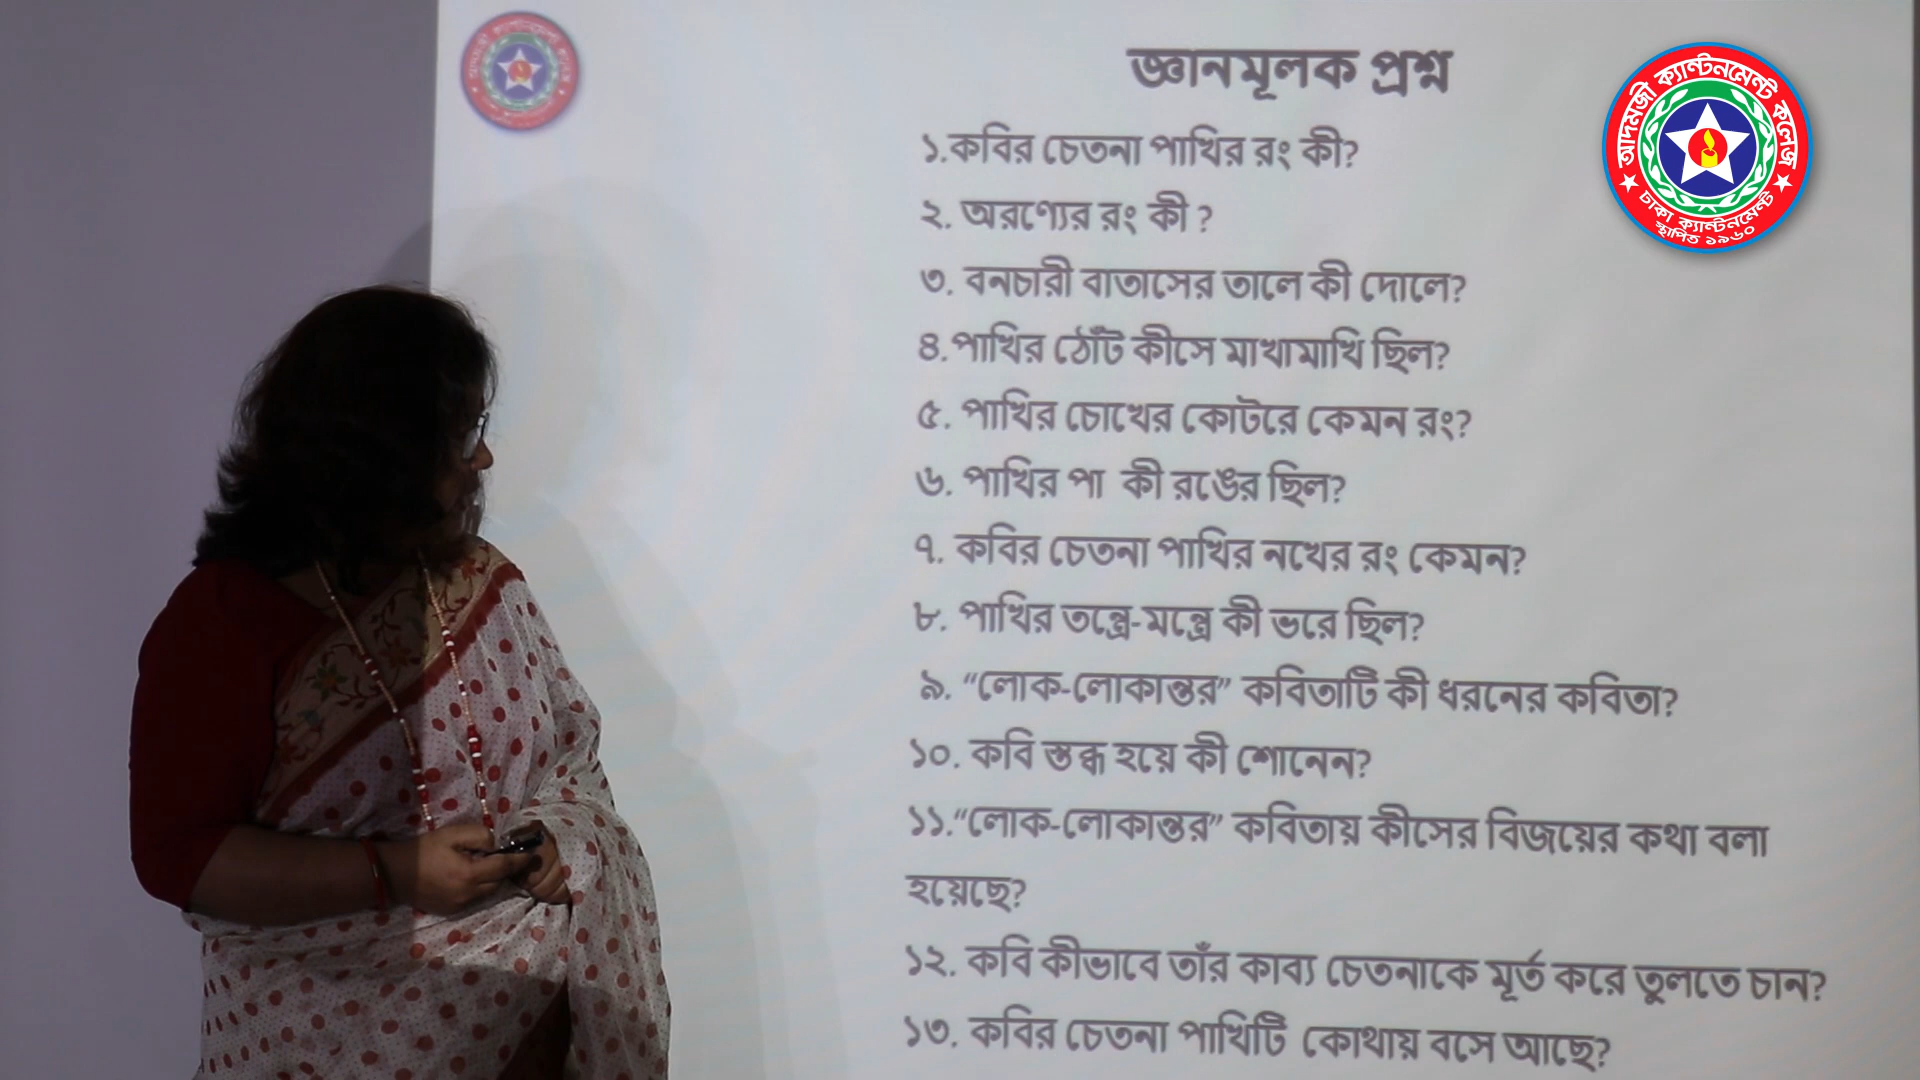 জ্ঞানমূলক প্রশ্ন
১.কবির চেতনা পাখির রং কী?
২. অরণ্যের রং কী ?
৩. বনচারী বাতাসের তালে কী দোলে?
৪.পাখির ঠোঁট কীসে মাখামাখি ছিল?
৫. পাখির চোখের কোটরে কেমন রং?
৬. পাখির পা কী রঙের ছিল?
৭. কবির চেতনা পাখির নখের রং কেমন?
৮. পাখির তন্ত্রে-মন্ত্রে কী ভরে ছিল?
৯. “লোক-লোকান্তর” কবিতাটি কী ধরনের কবিতা?
১০. কবি স্তব্ধ হয়ে কী শোনেন?
১১.“লোক-লোকান্তর” কবিতায় কীসের বিজয়ের কথা বলা
হয়েছে?
১২. কবি কীভাবে তাঁর কাব্য চেতনাকে মূর্ত করে তুলতে চান?
১৩. কবির চেতনা পাখিটি কোথায় বসে আছে?
আদমজী ক্যান্টনমেন্ট কলেজ
ঢাকা ক্যান্টনমেন্ট
স্থাপিত ১৯৬০